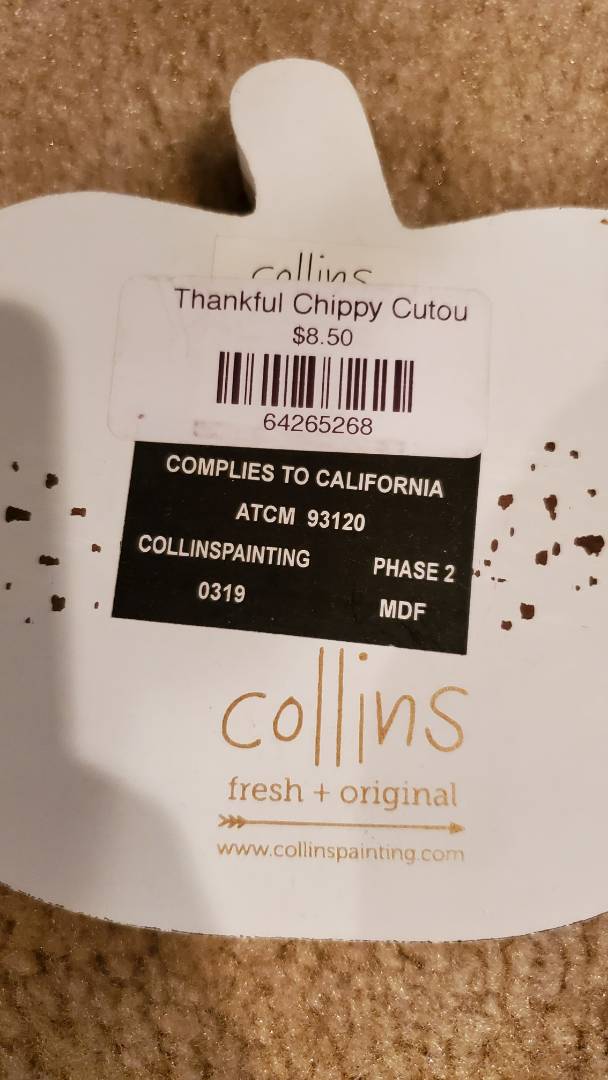 collins
Thankful Chippy Cutou
$8.50
64265268
COMPLIES TO CALIFORNIA
ATCM 93120
COLLINSPAINTING PHASE 2
0319 MDF
collins
fresh + original
www.collinspainting.com